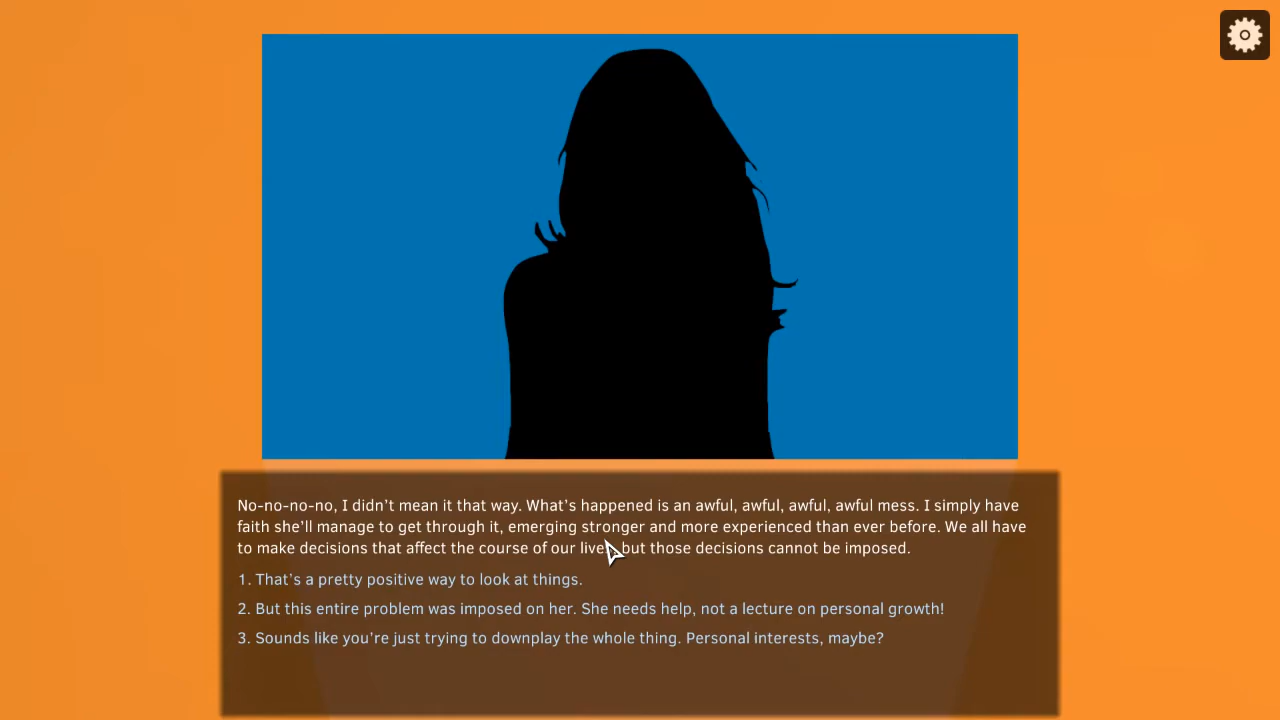 No-no-no-no, I didn't mean it that way. What's happened is an awful, awful, awful, awful mess. I simply have
faith she'll manage to get through it, emerging stronger and more experienced than ever before. We all have
to make decisions that affect the course of our lives, but those decisions cannot be imposed.
1. That's a pretty positive way to look at things.
2. But this entire problem was imposed on her. She needs help, not a lecture on personal growth!
3. Sounds like you're just trying to downplay the whole thing. Personal interests, maybe?